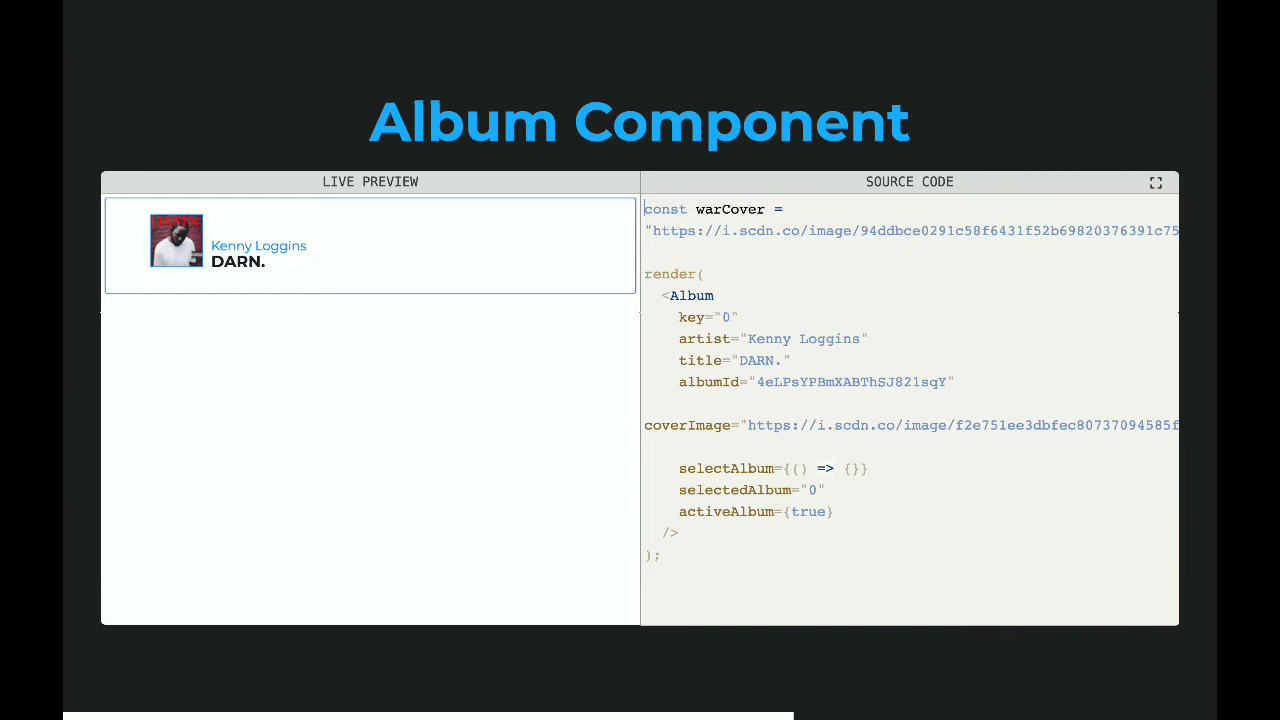 Album Component
LIVE PREVIEW
SOURCE CODE
Kenny Loggins
DARN.
const warCover =
"https://i.scdn.co/image/94ddbce0291c58f6431f52b69820376391c75
render(
<Album
key="0"
artist="Kenny Loggins"
title="DARN."
albumId="4eLPsYPBmXABThSJ821sqY"
coverImage="https://i.scdn.co/image/f2e751ee3dbfec80737094585f
selectAlbum={() => {}}
selectedAlbum="0"
activeAlbum={true}
/>
);